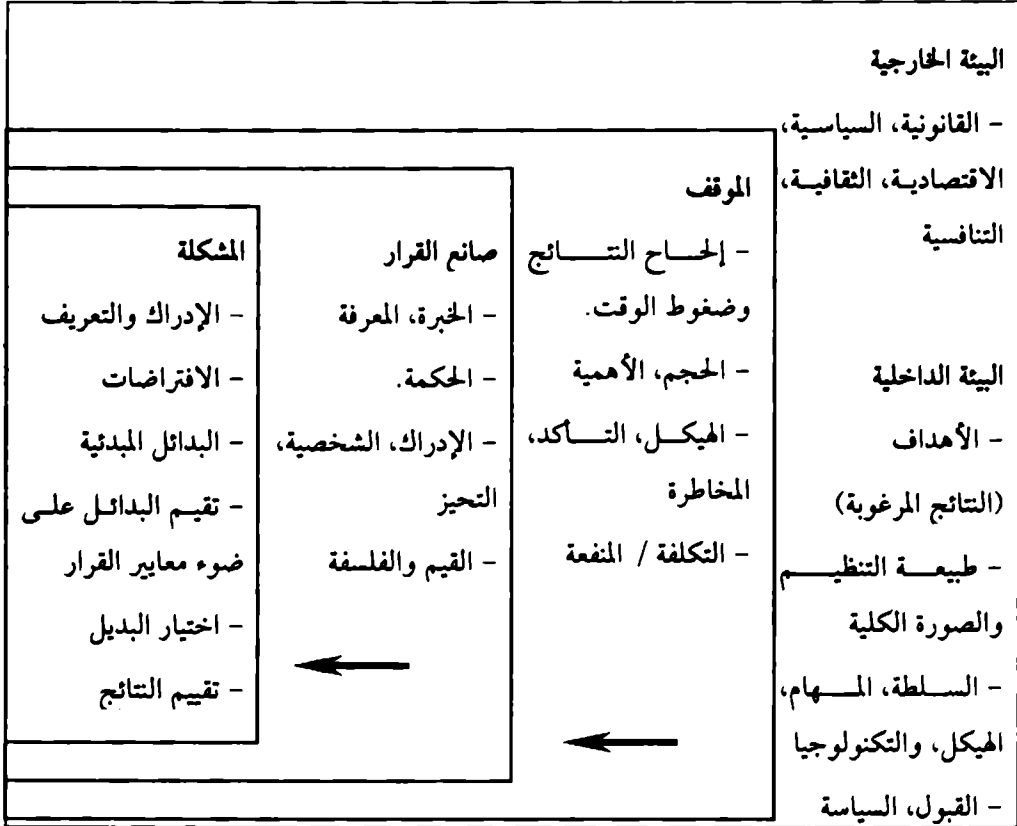 البيئة الخارجية
– القانونية، السياسية،
الاقتصادية، الثقافية،
التنافسية
البيئة الداخلية
– الأهداف
(النتائج المرغوبة)
– طبيعة التنظيم
والصورة الكلية
– السلطة، المهام،
الهيكل، والتكنولوجيا
– القبول، السياسة
الموقف
– إلحاح النتائج
وضغوط الوقت.
– الحجم، الأهمية
– الهيكل، التأكد،
المخاطرة
– التكلفة / المنفعة
صانع القرار
– الخبرة، المعرفة
– الحكمة.
– الإدراك، الشخصية،
التحيز
– القيم والفلسفة
المشكلة
– الإدراك والتعريف
– الافتراضات
– البدائل المبدئية
– تقييم البدائل على
ضوء معايير القرار
– اختيار البديل
– تقييم النتائج